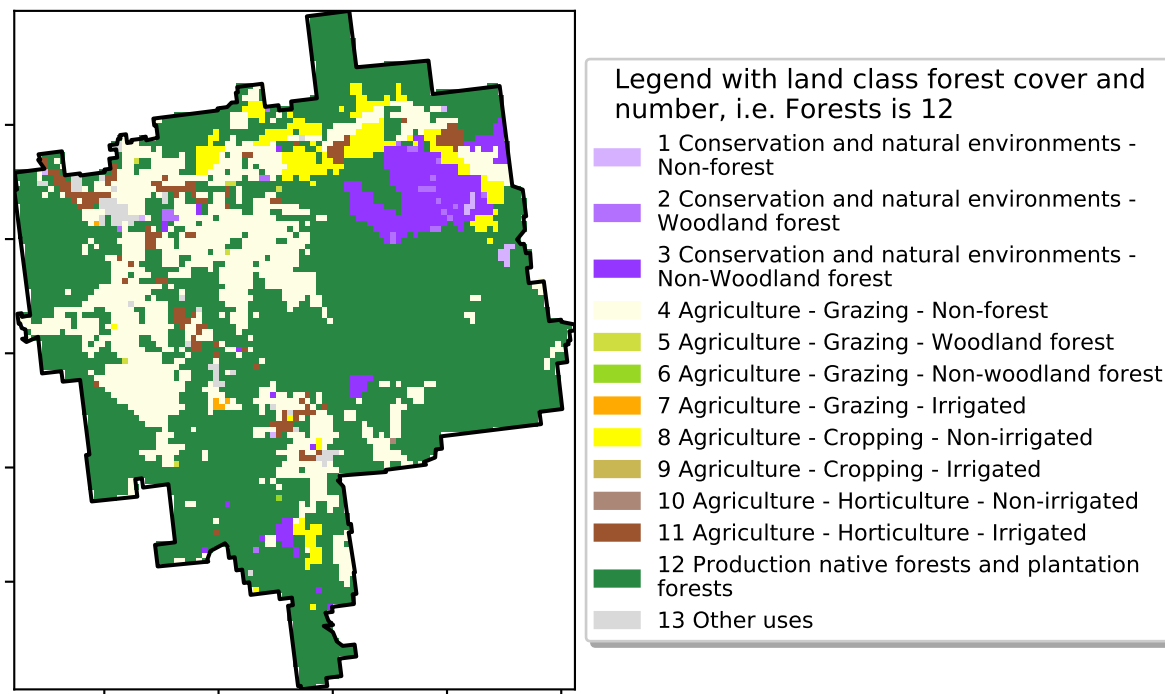 Legend with land class forest cover and
number, i.e. Forests is 12
1 Conservation and natural environments -
Non-forest
2 Conservation and natural environments -
Woodland forest
3 Conservation and natural environments -
Non-Woodland forest
4 Agriculture - Grazing - Non-forest
5 Agriculture - Grazing - Woodland forest
6 Agriculture - Grazing - Non-woodland forest
7 Agriculture - Grazing - Irrigated
8 Agriculture - Cropping - Non-irrigated
9 Agriculture - Cropping - Irrigated
10 Agriculture - Horticulture - Non-irrigated
11 Agriculture - Horticulture - Irrigated
12 Production native forests and plantation
forests
13 Other uses